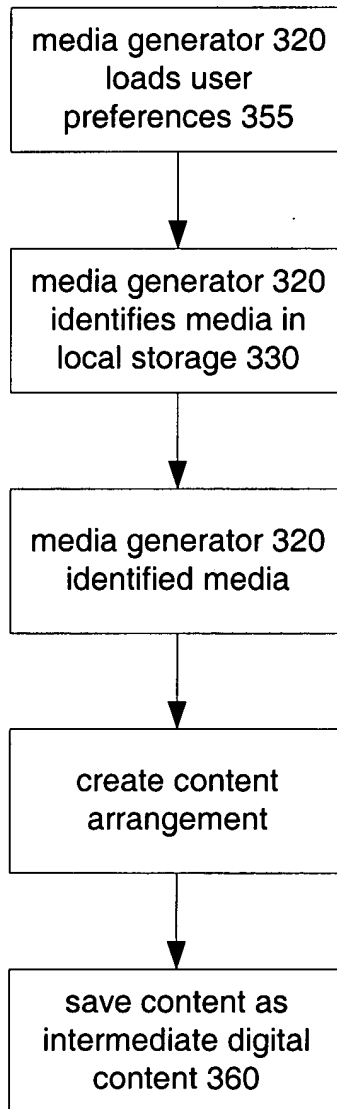 media generator 320
loads user
preferences 355
media generator 320
identifies media in
local storage 330
media generator 320
identified media
create content
arrangement
save content as
intermediate digital
content 360